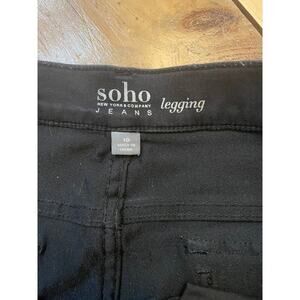 soho
NEW YORK & COMPANY
JEANS
legging
10